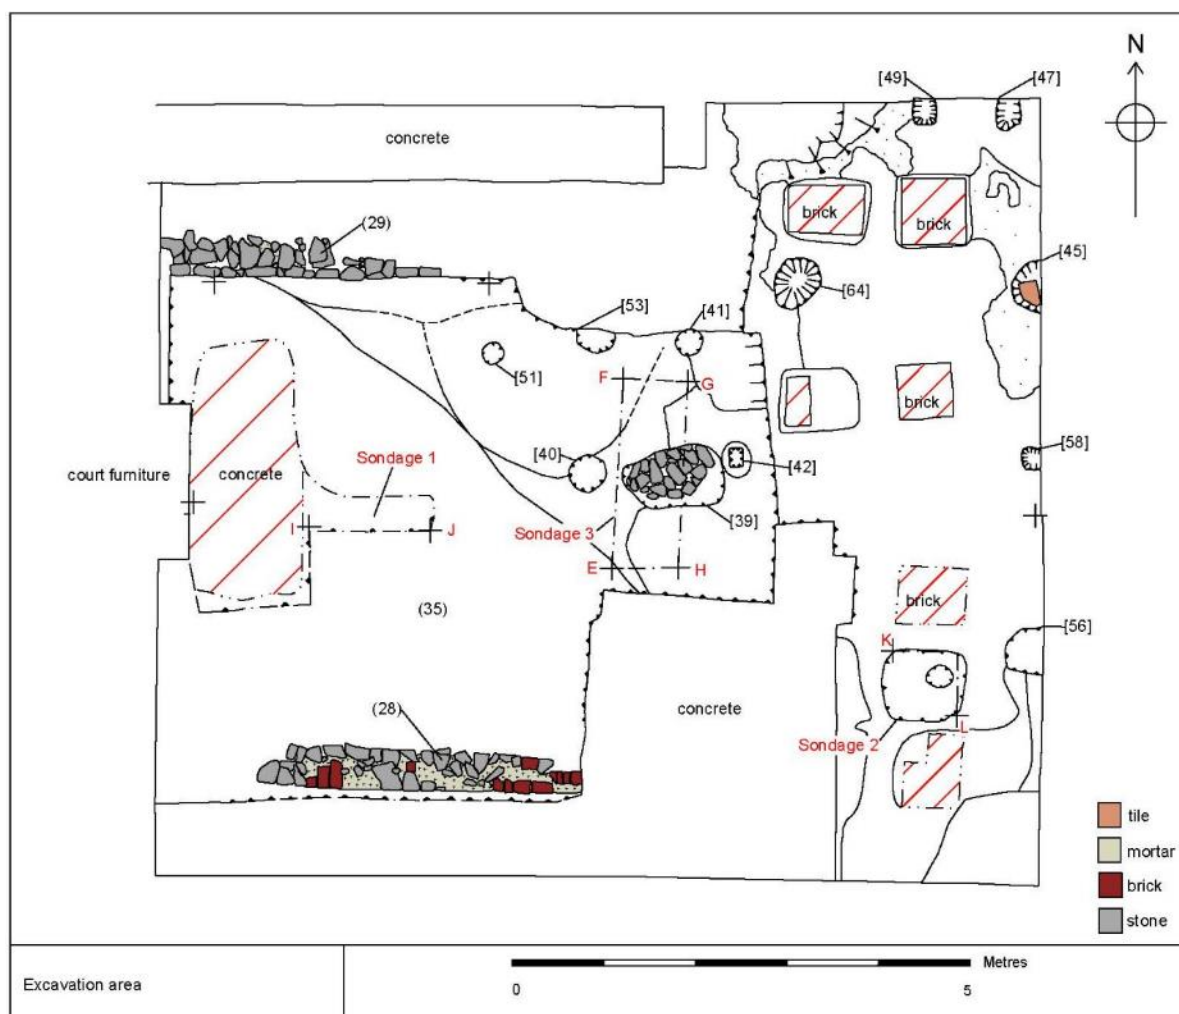 N
[49]
[47]
concrete
(29)
brick
brick
[45]
[64]
[53]
[41]
[51]
F
G
brick
[58]
court furniture
concrete
Sondage 1
[40]
[42]
[39]
I
J
Sondage 3
E
H
(35)
brick
[56]
K
concrete
(28)
L
Sondage 2
tile
mortar
brick
stone
Excavation area
Metres
0
5